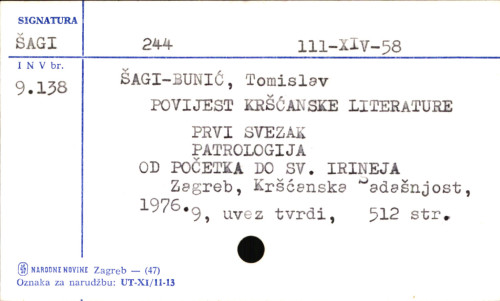 SIGNATURA
ŠAGI 244 111-XIV-58
I N V br.
9.138
ŠAGI-BUNIĆ, Tomislav
POVIJEST KRŠĆANSKE LITERATURE
PRVI SVEZAK
PATROLOGIJA
OD POČETKA DO SV. IRINEJA
Zagreb, Kršćanska ˜adašnjost,
1976.9, uvez tvrdi, 512 str.
NARODNE NOVINE Zagreb — (47)
Oznaka za narudžbu: UT-XI/11-13